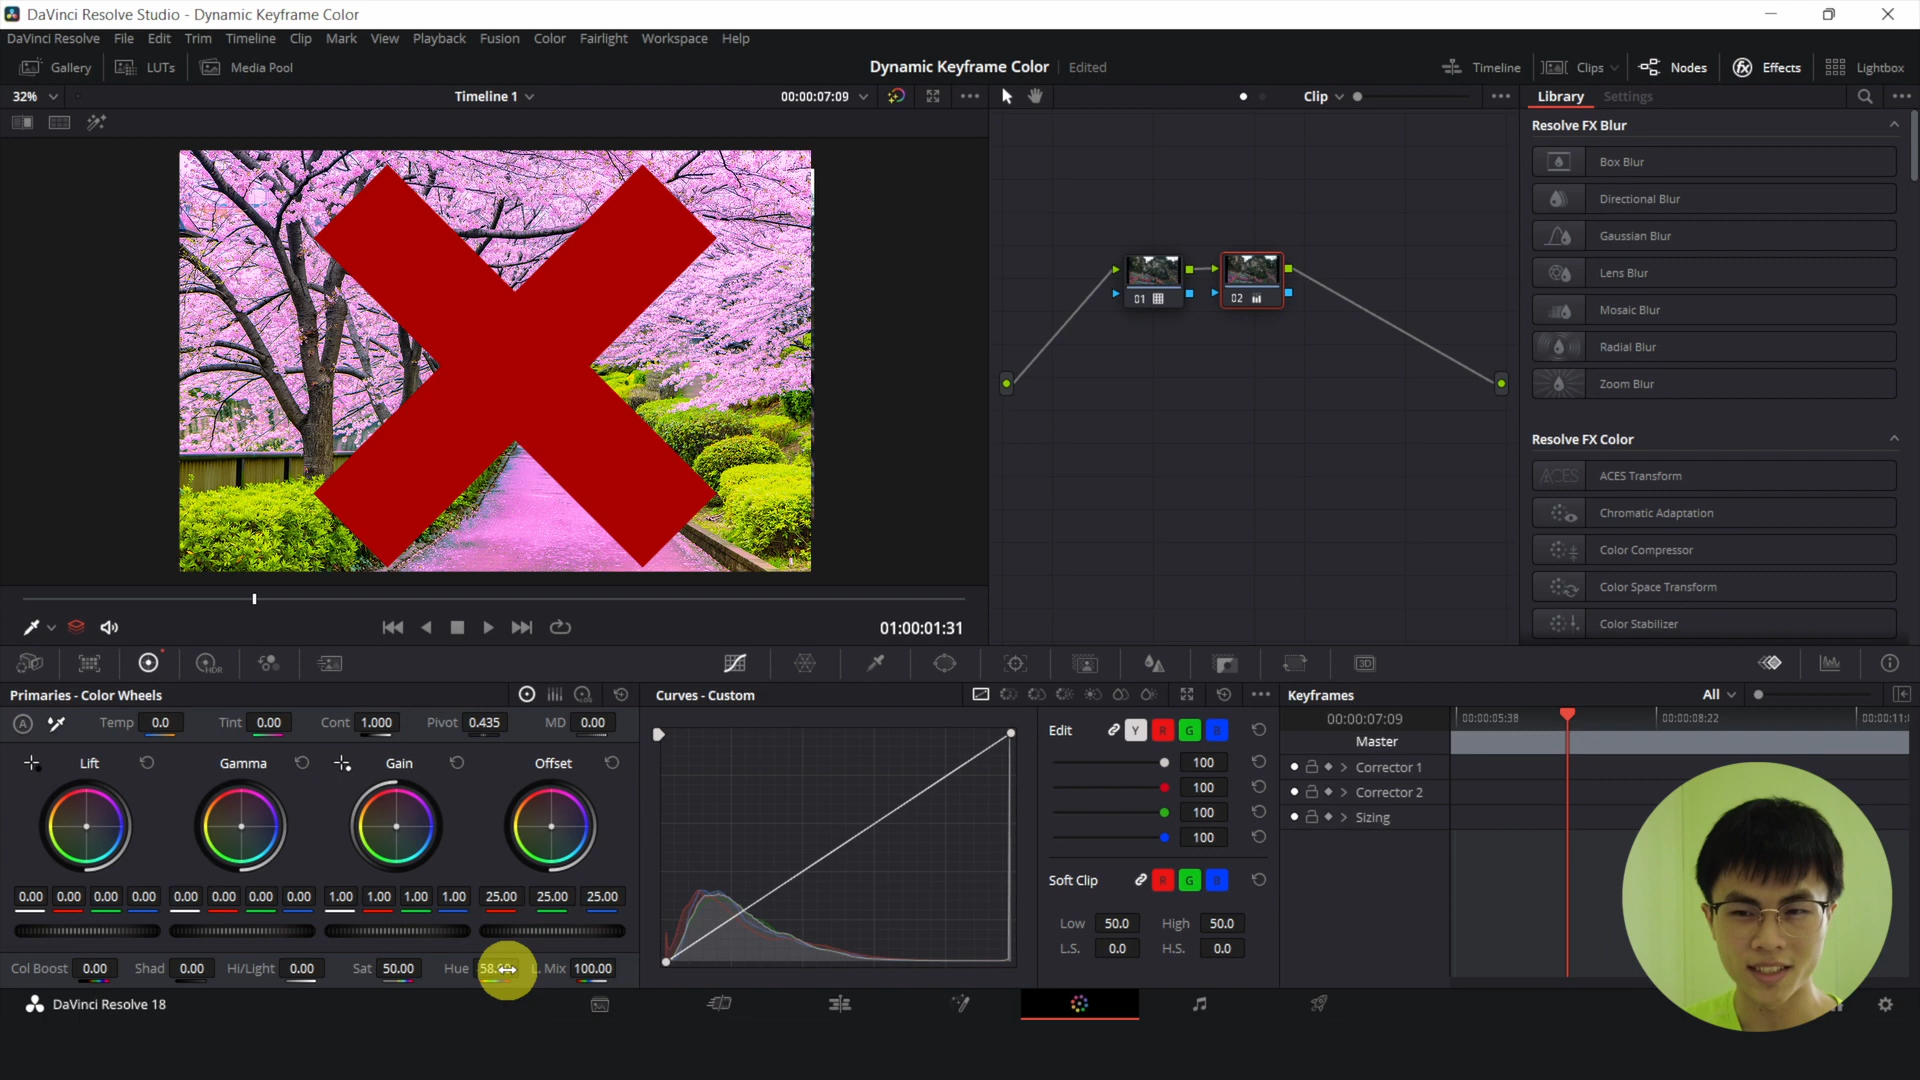 DaVinci Resolve Studio - Dynamic Keyframe Color
DaVinci Resolve File Edit Trim Timeline Clip Mark View Playback Fusion Color Fairlight Workspace Help
Gallery LUTs Media Pool Dynamic Keyframe Color Edited Timeline Clips Nodes Effects Lightbox
32% Timeline 1 00:00:07:09 Clip Library Settings
Resolve FX Blur
Box Blur
Directional Blur
Gaussian Blur
Lens Blur
Mosaic Blur
Radial Blur
Zoom Blur
01 02
Resolve FX Color
ACES ACES Transform
Chromatic Adaptation
Color Compressor
Color Space Transform
Color Stabilizer
01:00:01:31
HDR 3D
Primaries - Color Wheels Curves - Custom Keyframes All
A Temp 0.0 Tint 0.00 Cont 1.000 Pivot 0.435 MD 0.00
Lift Gamma Gain Offset
0.00 0.00 0.00 0.00 0.00 0.00 0.00 0.00 1.00 1.00 1.00 1.00 25.00 25.00 25.00
Col Boost 0.00 Shad 0.00 Hi/Light 0.00 Sat 50.00 Hue L. Mix 100.00
Edit Y R G B
100
100
100
100
Soft Clip R G B
Low 50.0 High 50.0
L.S. 0.0 H.S. 0.0
00:00:07:09 00:00:05:38 00:00:08:22
Master
Corrector 1
Corrector 2
Sizing
DaVinci Resolve 18